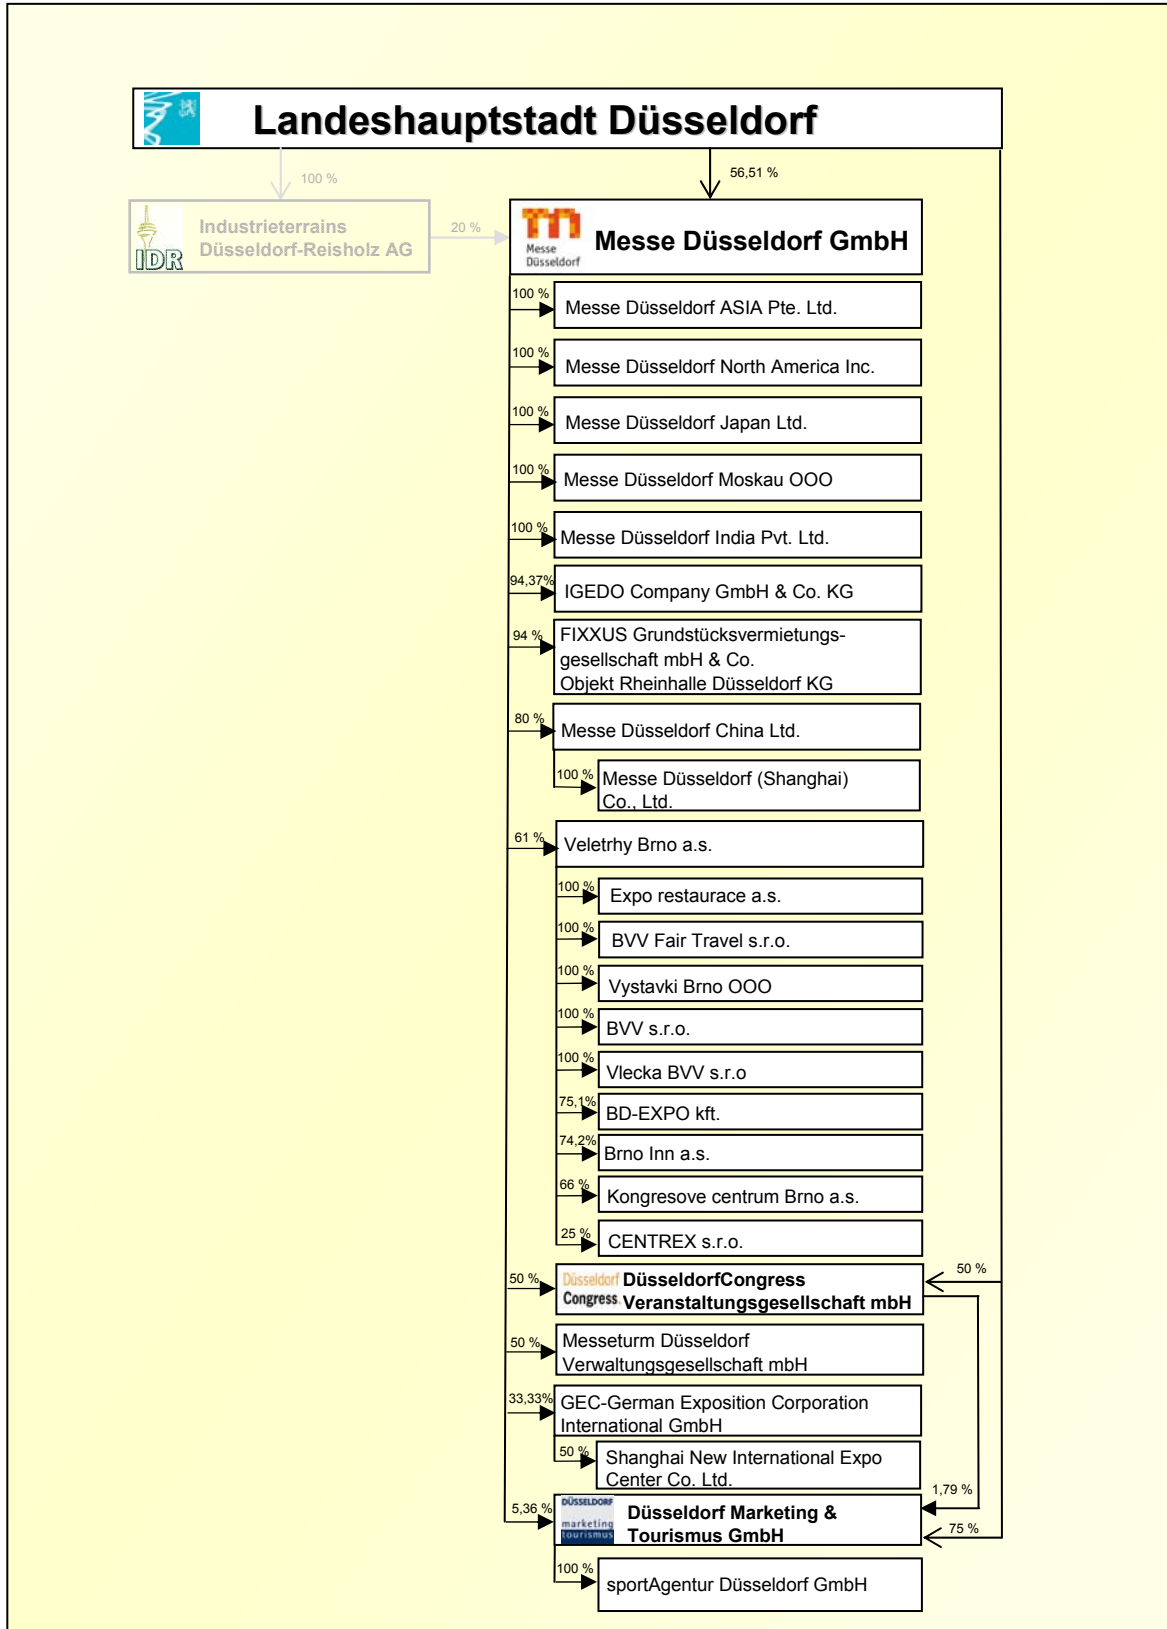 Landeshauptstadt Düsseldorf
100 %
56,51 %
IDR
Industrieterrains
Düsseldorf-Reisholz AG
20 %
Messe
Düsseldorf
Messe Düsseldorf GmbH
100 %
Messe Düsseldorf ASIA Pte. Ltd.
100 %
Messe Düsseldorf North America Inc.
100 %
Messe Düsseldorf Japan Ltd.
100 %
Messe Düsseldorf Moskau OOO
100 %
Messe Düsseldorf India Pvt. Ltd.
94,37%
IGEDO Company GmbH & Co. KG
94 %
FIXXUS Grundstücksvermietungs-
gesellschaft mbH & Co.
Objekt Rheinhalle Düsseldorf KG
80 %
Messe Düsseldorf China Ltd.
100 %
Messe Düsseldorf (Shanghai)
Co., Ltd.
61 %
Veletrhy Brno a.s.
100 %
Expo restaurace a.s.
100 %
BVV Fair Travel s.r.o.
100 %
Vystavki Brno OOO
100 %
BVV s.r.o.
100 %
Vlecka BVV s.r.o
75,1%
BD-EXPO kft.
74,2%
Brno Inn a.s.
66 %
Kongresove centrum Brno a.s.
25 %
CENTREX s.r.o.
50 %
Düsseldorf
Congress.
DüsseldorfCongress
Veranstaltungsgesellschaft mbH
50 %
50 %
Messeturm Düsseldorf
Verwaltungsgesellschaft mbH
33,33%
GEC-German Exposition Corporation
International GmbH
50 %
Shanghai New International Expo
Center Co. Ltd.
1,79 %
5,36 %
DÜSSELDORF
marketing
tourismus
Düsseldorf Marketing &
Tourismus GmbH
75 %
100 %
sportAgentur Düsseldorf GmbH